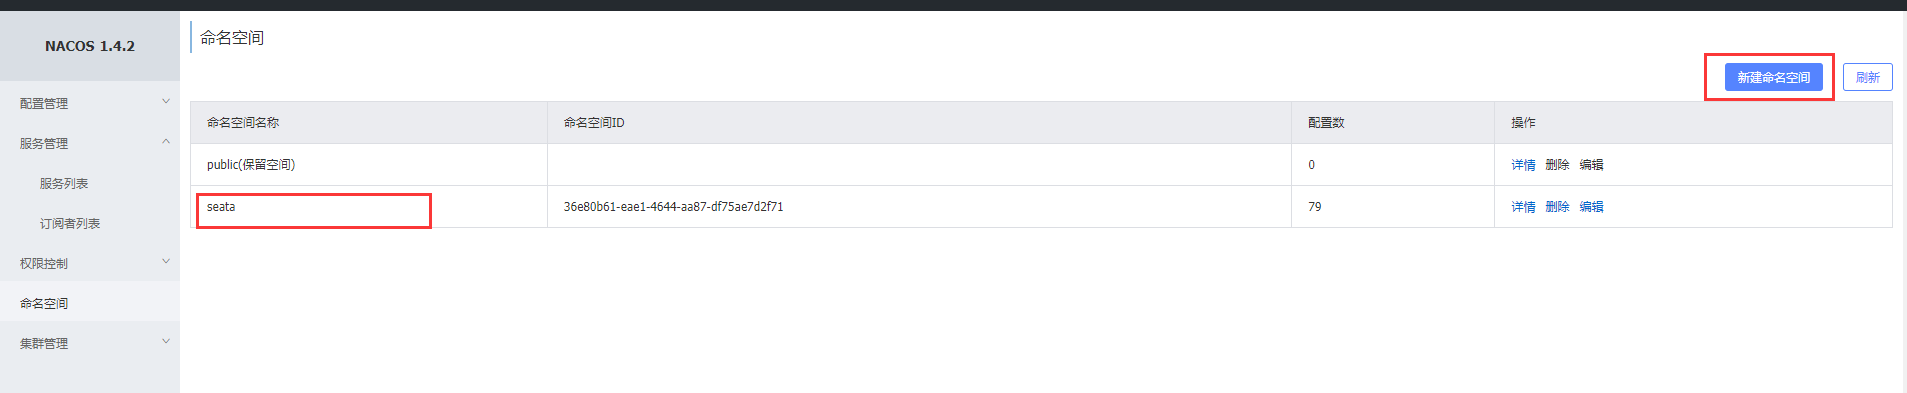 NACOS 1.4.2
配置管理
服务管理
服务列表
订阅者列表
权限控制
命名空间
集群管理
命名空间
新建命名空间 刷新
命名空间名称 命名空间ID 配置数 操作
public(保留空间) 0 详情 删除 编辑
seata 36e80b61-eae1-4644-aa87-df75ae7d2f71 79 详情 删除 编辑